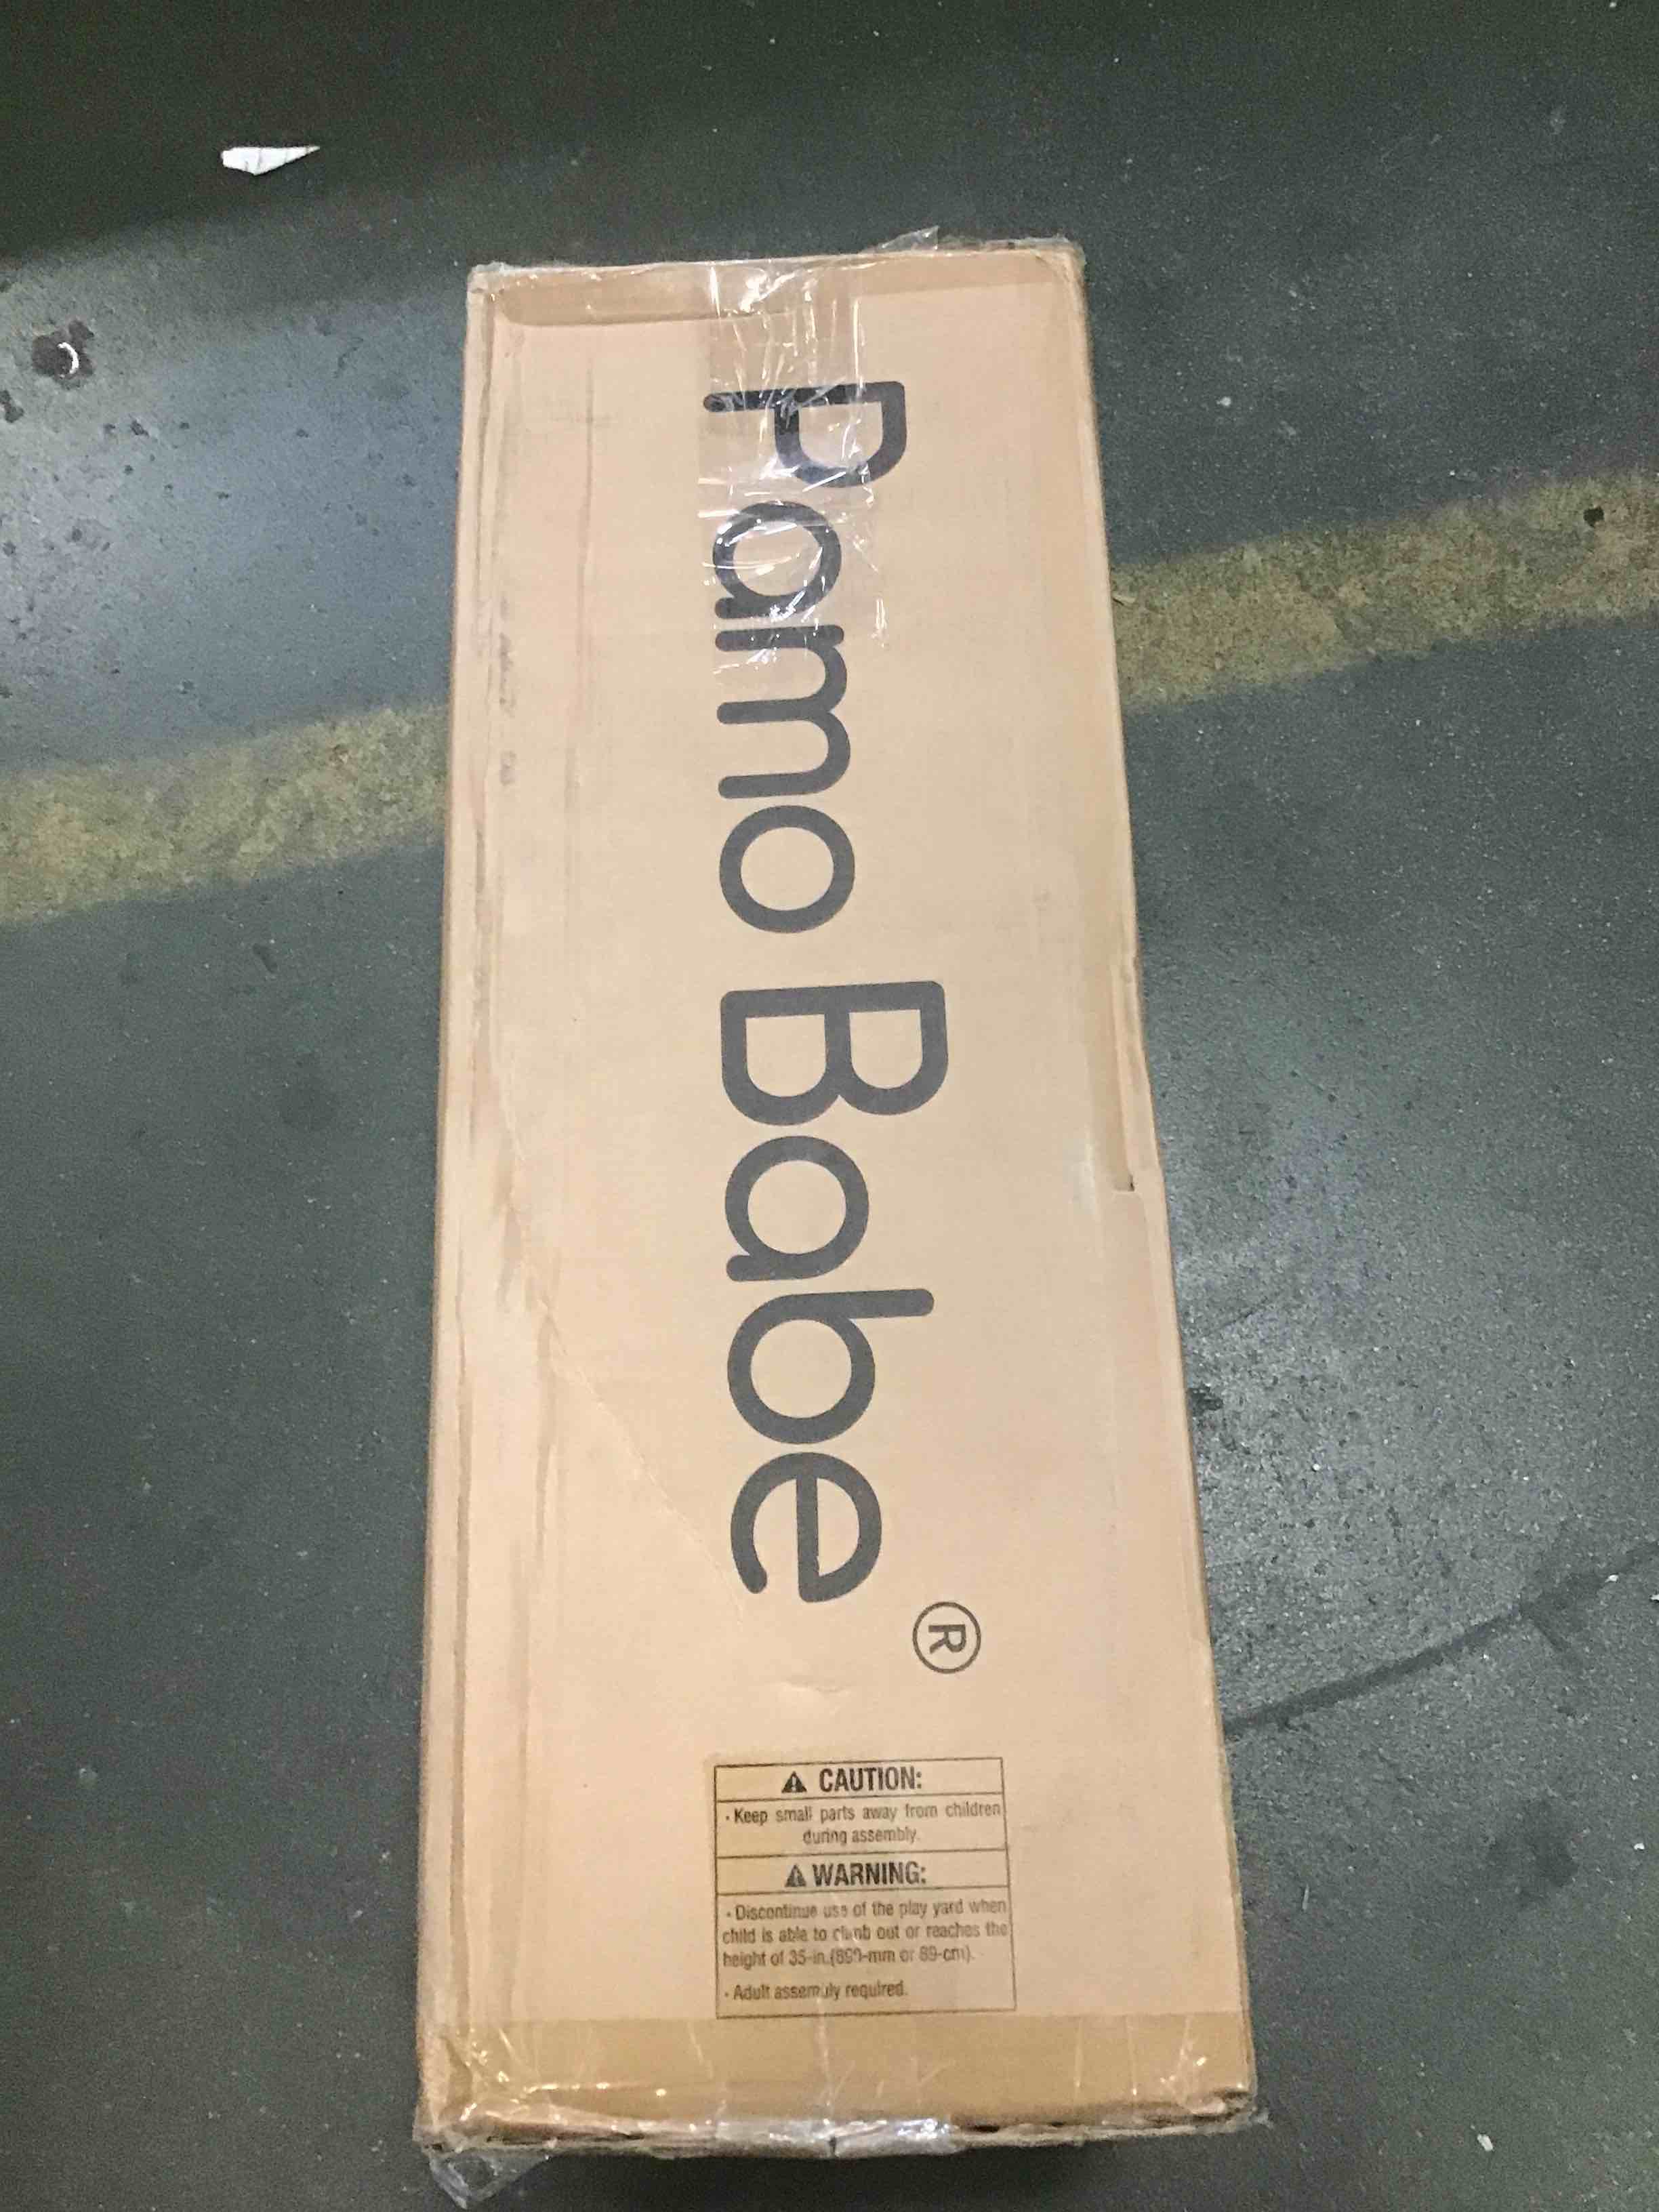 Pamo Babe ®
⚠ CAUTION:
• Keep small parts away from children
during assembly.
⚠ WARNING:
• Discontinue use of the play yard when
child is able to climb out or reaches the
height of 35-in.(890-mm or 89-cm).
• Adult assembly required.